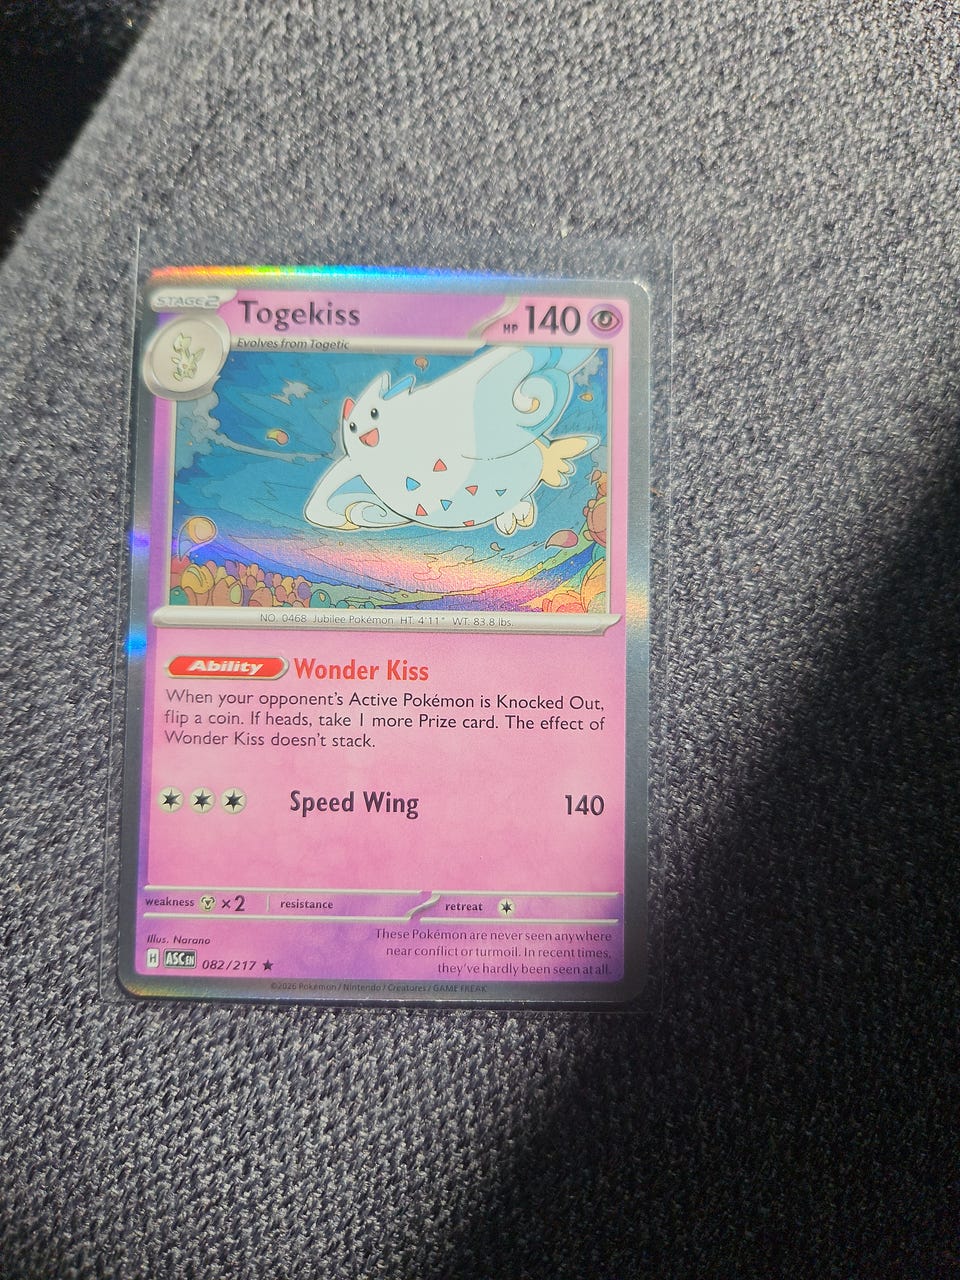 STAGE 2
Togekiss
HP 140
Evolves from Togetic
NO. 0468 Jubilee Pokémon HT: 4'11" WT: 83.8 lbs.
Ability Wonder Kiss
When your opponent's Active Pokémon is Knocked Out,
flip a coin. If heads, take 1 more Prize card. The effect of
Wonder Kiss doesn't stack.
Speed Wing 140
weakness ×2 resistance retreat
Illus. Narano
These Pokémon are never seen anywhere
near conflict or turmoil. In recent times,
they've hardly been seen at all.
H ASC EN 082/217 ★
©2026 Pokémon / Nintendo / Creatures / GAME FREAK